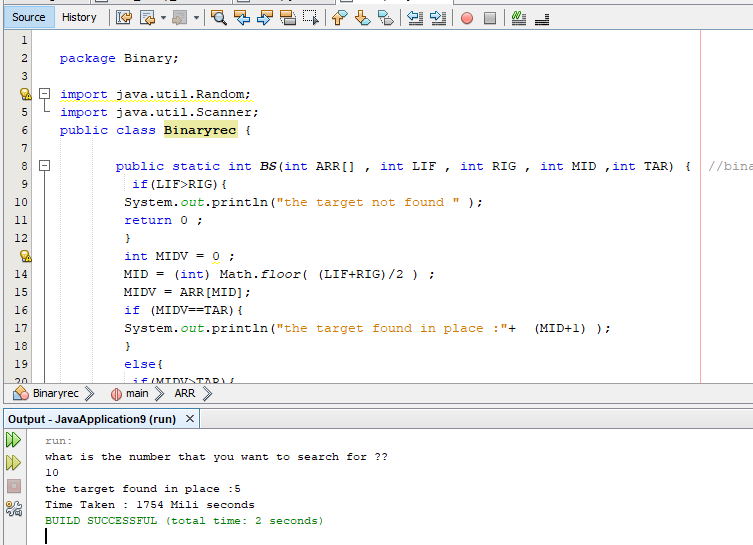 Source History
1
2 package Binary;
3
import java.util.Random;
5 import java.util.Scanner;
6 public class Binaryrec {
7
8 public static int BS(int ARR[] , int LIF , int RIG , int MID ,int TAR) { //bina
9 if(LIF>RIG){
10 System.out.println("the target not found " );
11 return 0 ;
12 }
int MIDV = 0 ;
14 MID = (int) Math.floor( (LIF+RIG)/2 ) ;
15 MIDV = ARR[MID];
16 if (MIDV==TAR){
17 System.out.println("the target found in place :"+ (MID+1) );
18 }
19 else{
20 if(MIDV>TAR){
Binaryrec main ARR
Output - JavaApplication9 (run) ×
run:
what is the number that you want to search for ??
10
the target found in place :5
Time Taken : 1754 Mili seconds
BUILD SUCCESSFUL (total time: 2 seconds)